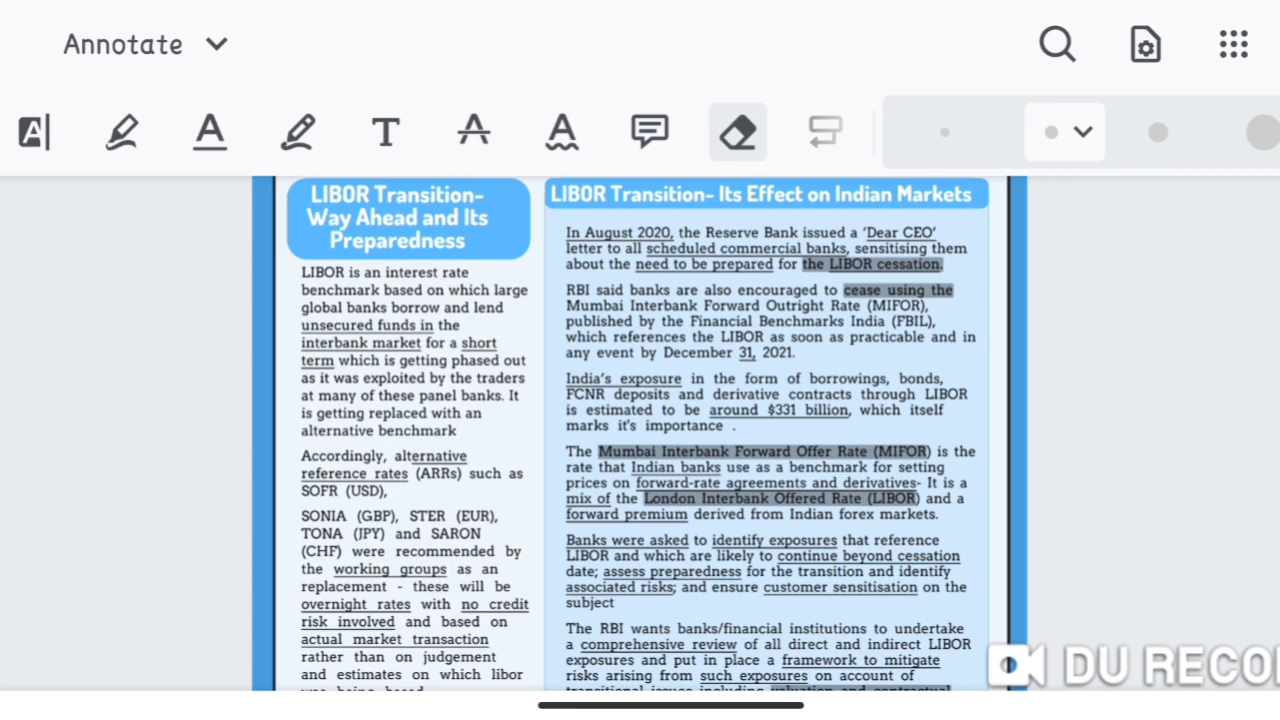 Annotate
LIBOR Transition-
Way Ahead and Its
Preparedness
LIBOR is an interest rate
benchmark based on which large
global banks borrow and lend
unsecured funds in the
interbank market for a short
term which is getting phased out
as it was exploited by the traders
at many of these panel banks. It
is getting replaced with an
alternative benchmark
Accordingly, alternative
reference rates (ARRs) such as
SOFR (USD),
SONIA (GBP), STER (EUR),
TONA (JPY) and SARON
(CHF) were recommended by
the working groups as an
replacement - these will be
overnight rates with no credit
risk involved and based on
actual market transaction
rather than on judgement
and estimates on which libor
was being based
LIBOR Transition- Its Effect on Indian Markets
In August 2020, the Reserve Bank issued a ‘Dear CEO’
letter to all scheduled commercial banks, sensitising them
about the need to be prepared for the LIBOR cessation.
RBI said banks are also encouraged to cease using the
Mumbai Interbank Forward Outright Rate (MIFOR),
published by the Financial Benchmarks India (FBIL),
which references the LIBOR as soon as practicable and in
any event by December 31, 2021.
India’s exposure in the form of borrowings, bonds,
FCNR deposits and derivative contracts through LIBOR
is estimated to be around $331 billion, which itself
marks it's importance .
The Mumbai Interbank Forward Offer Rate (MIFOR) is the
rate that Indian banks use as a benchmark for setting
prices on forward-rate agreements and derivatives- It is a
mix of the London Interbank Offered Rate (LIBOR) and a
forward premium derived from Indian forex markets.
Banks were asked to identify exposures that reference
LIBOR and which are likely to continue beyond cessation
date; assess preparedness for the transition and identify
associated risks; and ensure customer sensitisation on the
subject
The RBI wants banks/financial institutions to undertake
a comprehensive review of all direct and indirect LIBOR
exposures and put in place a framework to mitigate
risks arising from such exposures on account of
transitional issues including valuation and contractual
DU RECO